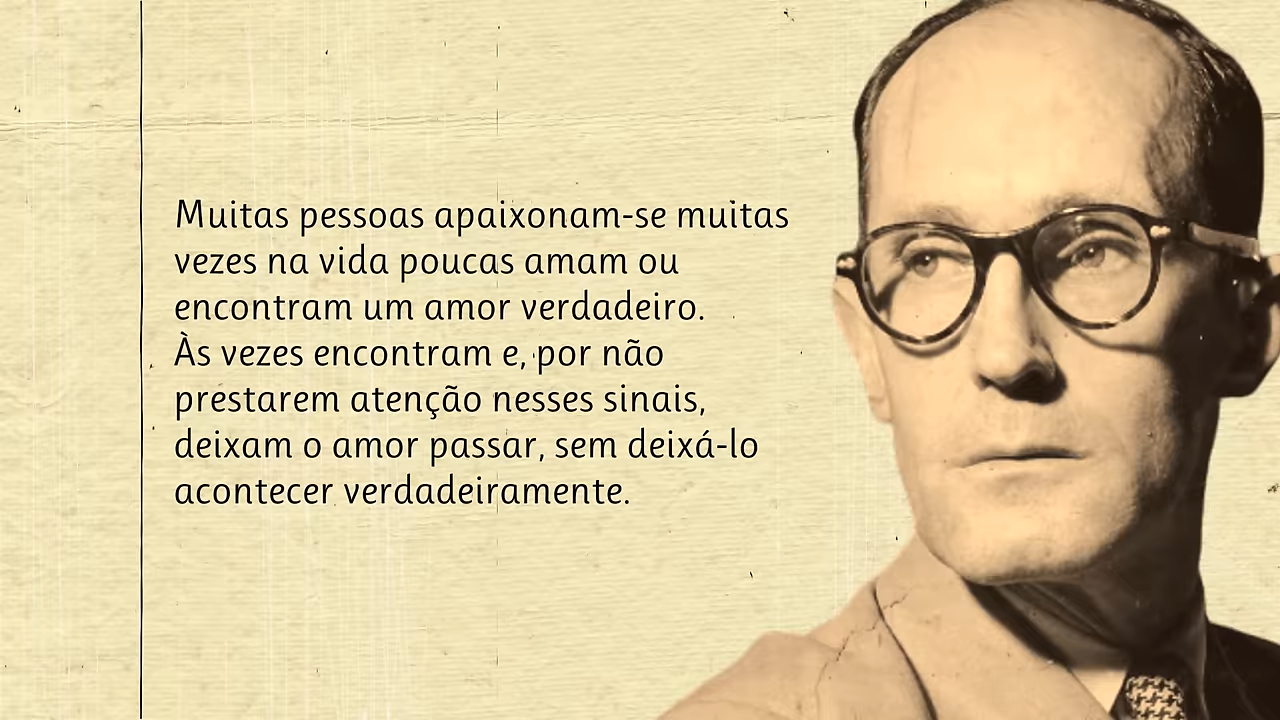 Muitas pessoas apaixonam-se muitas
vezes na vida poucas amam ou
encontram um amor verdadeiro.
Às vezes encontram e, por não
prestarem atenção nesses sinais,
deixam o amor passar, sem deixá-lo
acontecer verdadeiramente.